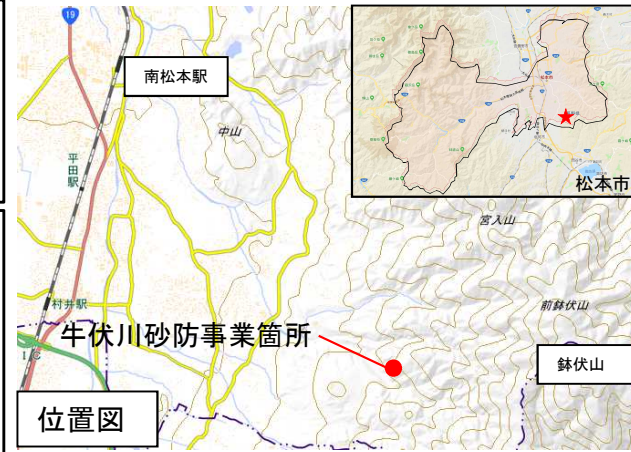 19
南松本駅
中山
平田駅
松本市
宮入山
前鉢伏山
村井駅
牛伏川砂防事業箇所
鉢伏山
I C
位置図